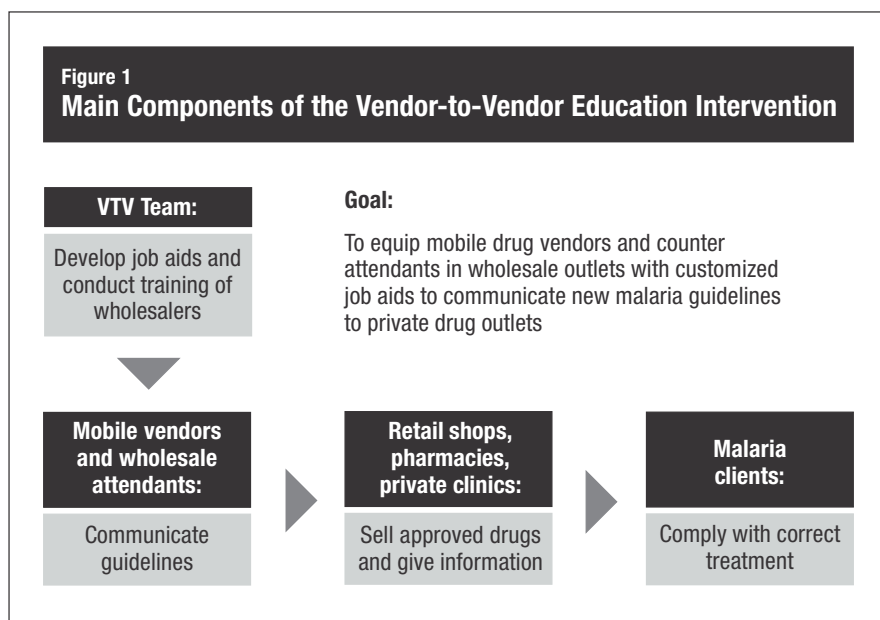 Figure 1
Main Components of the Vendor-to-Vendor Education Intervention
VTV Team:
Develop job aids and
conduct training of
wholesalers
Goal:
To equip mobile drug vendors and counter
attendants in wholesale outlets with customized
job aids to communicate new malaria guidelines
to private drug outlets
Mobile vendors
and wholesale
attendants:
Communicate
guidelines
Retail shops,
pharmacies,
private clinics:
Sell approved drugs
and give information
Malaria
clients:
Comply with correct
treatment